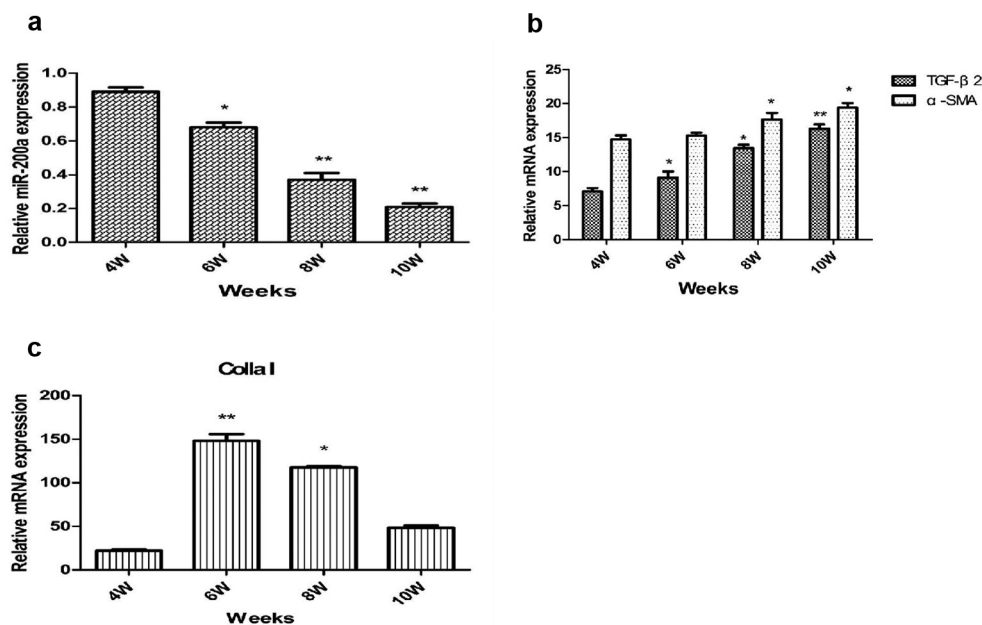 a
Relative miR-200a expression
1.0
0.8
0.6
0.4
0.2
0.0
*
**
**
4W 6W 8W 10W
Weeks
b
Relative mRNA expression
25
20
15
10
5
0
*
*
*
**
*
4W 6W 8W 10W
Weeks
TGF-β 2
α -SMA
c
Colla I
Relative mRNA expression
200
150
100
50
0
**
*
4W 6W 8W 10W
Weeks